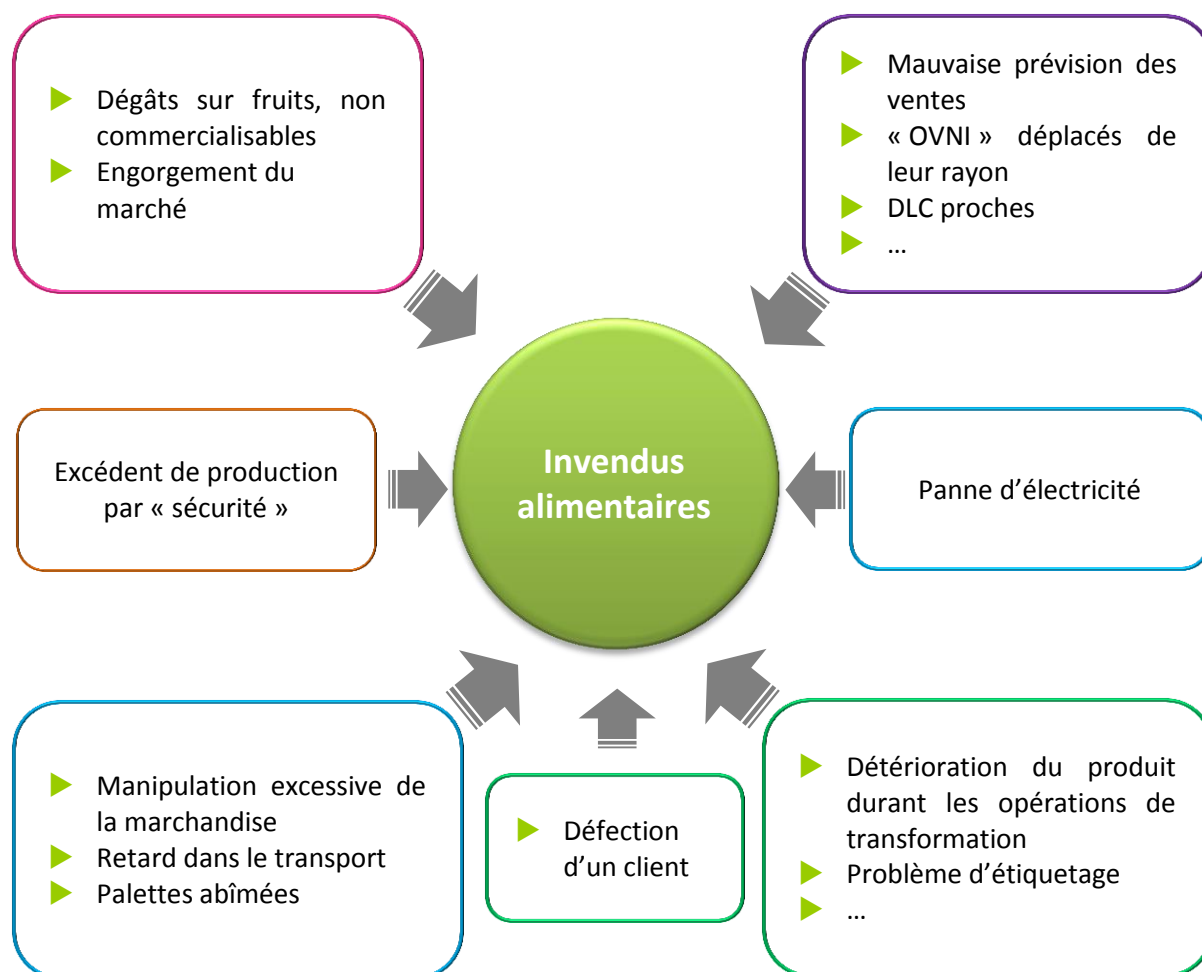 Dégâts sur fruits, non
commercialisables
Engorgement du
marché
Mauvaise prévision des
ventes
« OVNI » déplacés de
leur rayon
DLC proches
...
Excédent de production
par « sécurité »
Invendus
alimentaires
Panne d’électricité
Manipulation excessive de
la marchandise
Retard dans le transport
Palettes abîmées
Défection
d’un client
Détérioration du produit
durant les opérations de
transformation
Problème d’étiquetage
...